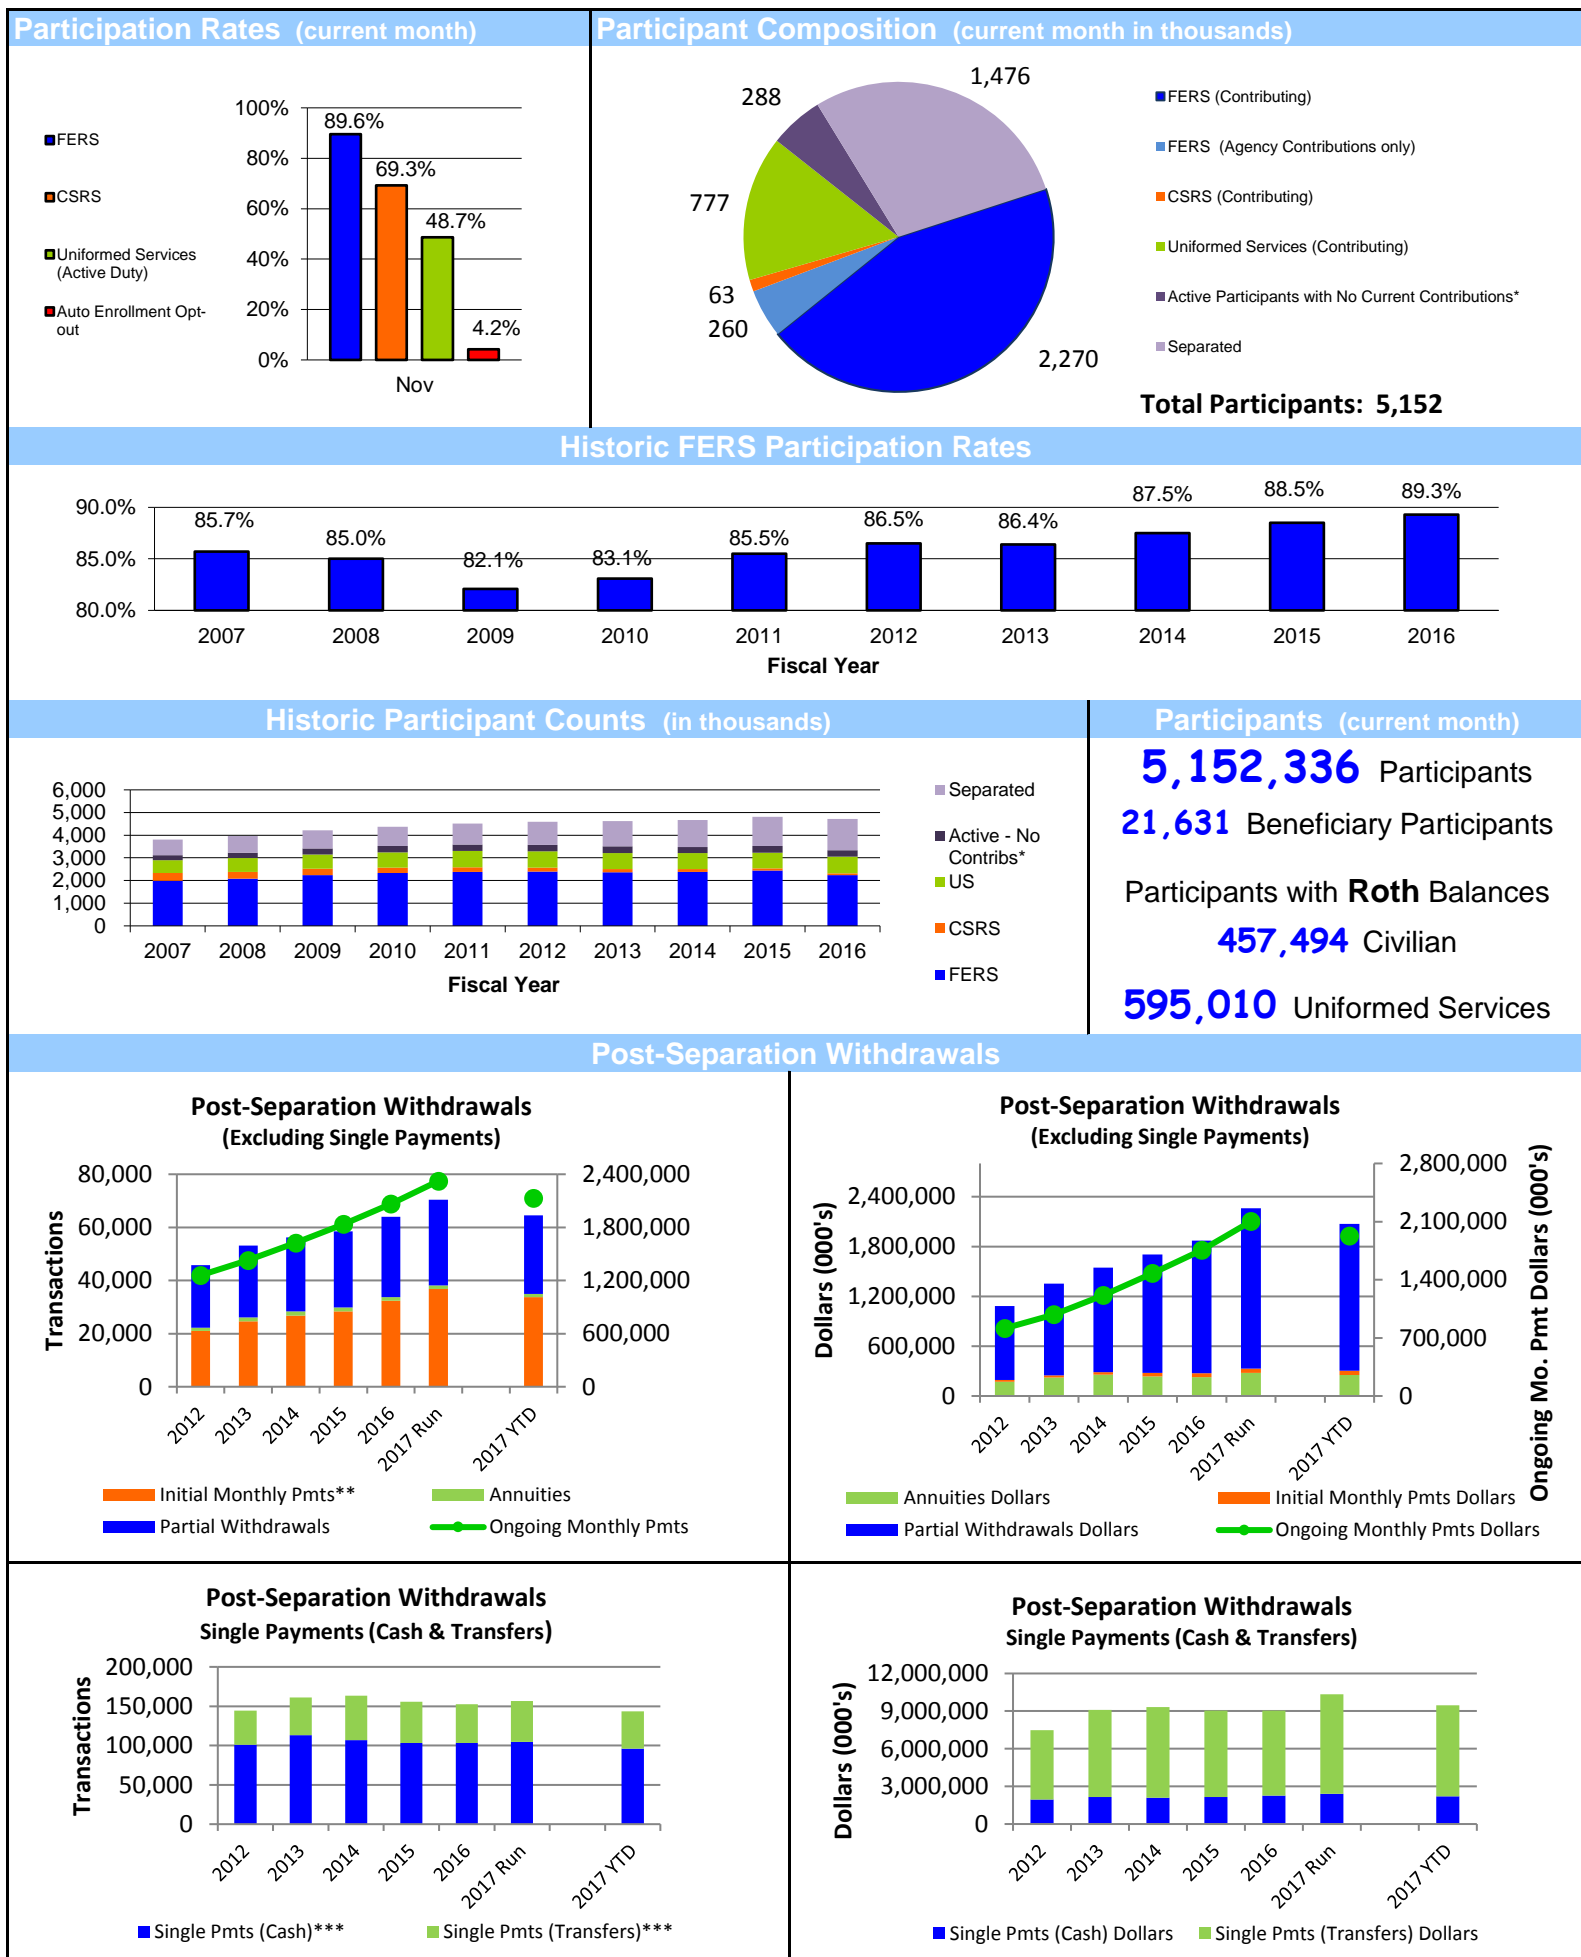 Participation Rates (current month)
Participant Composition (current month in thousands)
FERS
CSRS
Uniformed Services
(Active Duty)
Auto Enrollment Opt-
out
100%
80%
60%
40%
20%
0%
89.6%
69.3%
48.7%
4.2%
Nov
1,476
288
777
63
260
2,270
FERS (Contributing)
FERS (Agency Contributions only)
CSRS (Contributing)
Uniformed Services (Contributing)
Active Participants with No Current Contributions*
Separated
Total Participants: 5,152
Historic FERS Participation Rates
90.0%
85.0%
80.0%
85.7%
85.0%
82.1%
83.1%
85.5%
86.5%
86.4%
87.5%
88.5%
89.3%
2007 2008 2009 2010 2011 2012 2013 2014 2015 2016
Fiscal Year
Historic Participant Counts (in thousands)
6,000
5,000
4,000
3,000
2,000
1,000
0
2007 2008 2009 2010 2011 2012 2013 2014 2015 2016
Fiscal Year
Separated
Active - No
Contribs*
US
CSRS
FERS
Participants (current month)
5,152,336 Participants
21,631 Beneficiary Participants
Participants with Roth Balances
457,494 Civilian
595,010 Uniformed Services
Post-Separation Withdrawals
Post-Separation Withdrawals
(Excluding Single Payments)
Transactions
80,000
60,000
40,000
20,000
0
2,400,000
1,800,000
1,200,000
600,000
0
2012 2013 2014 2015 2016 2017 Run 2017 YTD
Initial Monthly Pmts** Annuities
Partial Withdrawals Ongoing Monthly Pmts
Post-Separation Withdrawals
(Excluding Single Payments)
Dollars (000's)
2,400,000
1,800,000
1,200,000
600,000
0
2,800,000
2,100,000
1,400,000
700,000
0
Ongoing Mo. Pmt Dollars (000's)
2012 2013 2014 2015 2016 2017 Run 2017 YTD
Annuities Dollars Initial Monthly Pmts Dollars
Partial Withdrawals Dollars Ongoing Monthly Pmts Dollars
Post-Separation Withdrawals
Single Payments (Cash & Transfers)
Transactions
200,000
150,000
100,000
50,000
0
2012 2013 2014 2015 2016 2017 Run 2017 YTD
Single Pmts (Cash)*** Single Pmts (Transfers)***
Post-Separation Withdrawals
Single Payments (Cash & Transfers)
Dollars (000's)
12,000,000
9,000,000
6,000,000
3,000,000
0
2012 2013 2014 2015 2016 2017 Run 2017 YTD
Single Pmts (Cash) Dollars Single Pmts (Transfers) Dollars